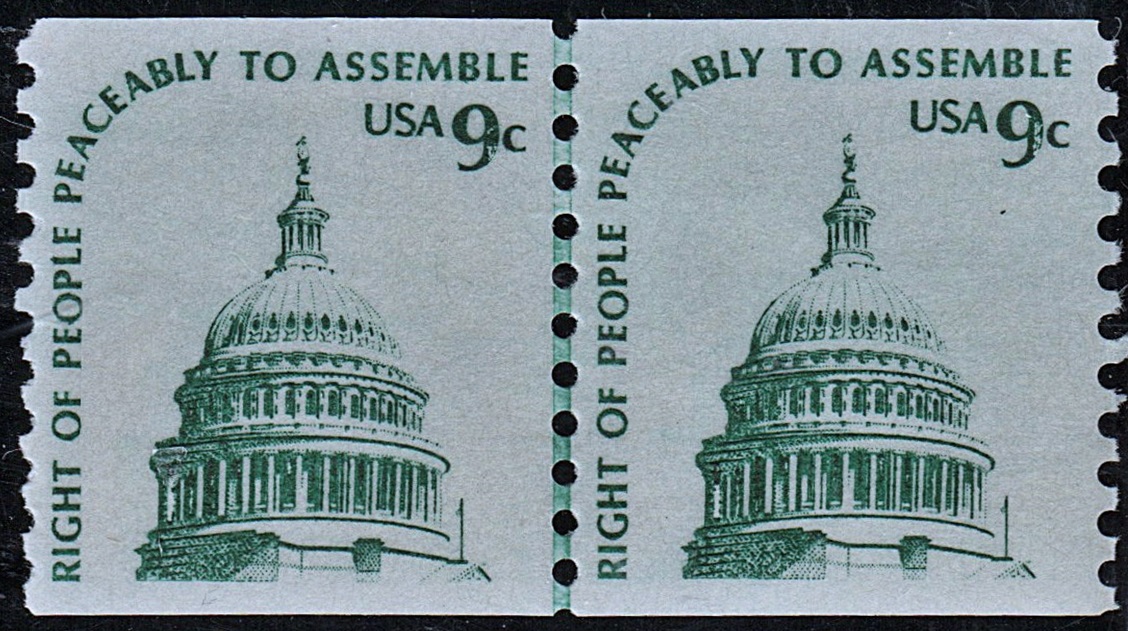 RIGHT OF PEOPLE PEACEABLY TO ASSEMBLE
USA 9c
RIGHT OF PEOPLE PEACEABLY TO ASSEMBLE
USA 9c